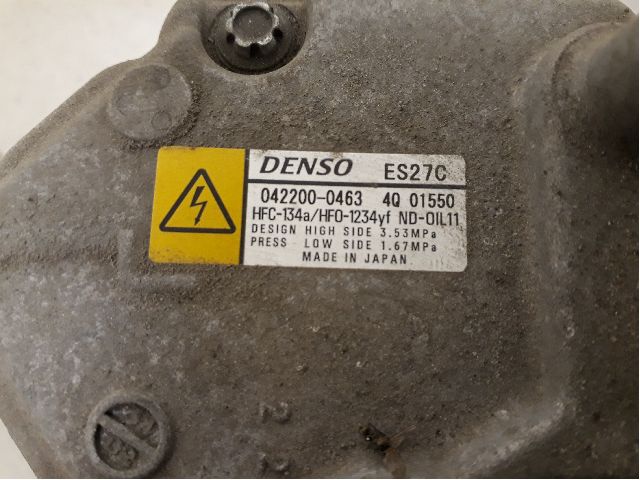 DENSO ES27C
042200-0463 4Q 01550
HFC-134a/HFO-1234yf ND-OIL11
DESIGN HIGH SIDE 3.53MPa
PRESS LOW SIDE 1.67MPa
MADE IN JAPAN